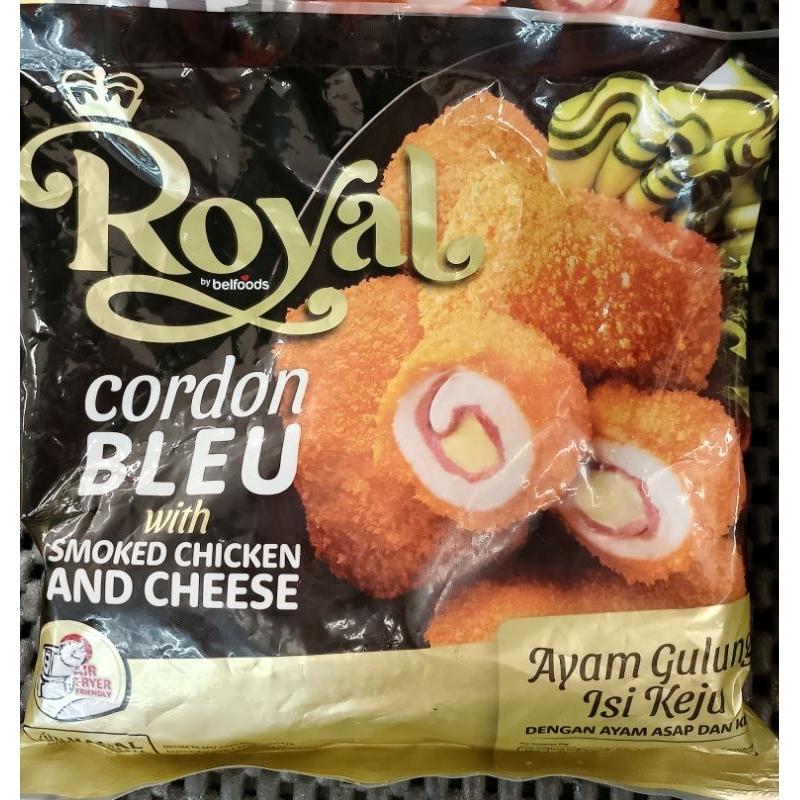 Royal
by belfoods
cordon
BLEU
with
SMOKED CHICKEN
AND CHEESE
AIR
FRYER
FRIENDLY
Ayam Gulung
Isi Keju
DENGAN AYAM ASAP DAN